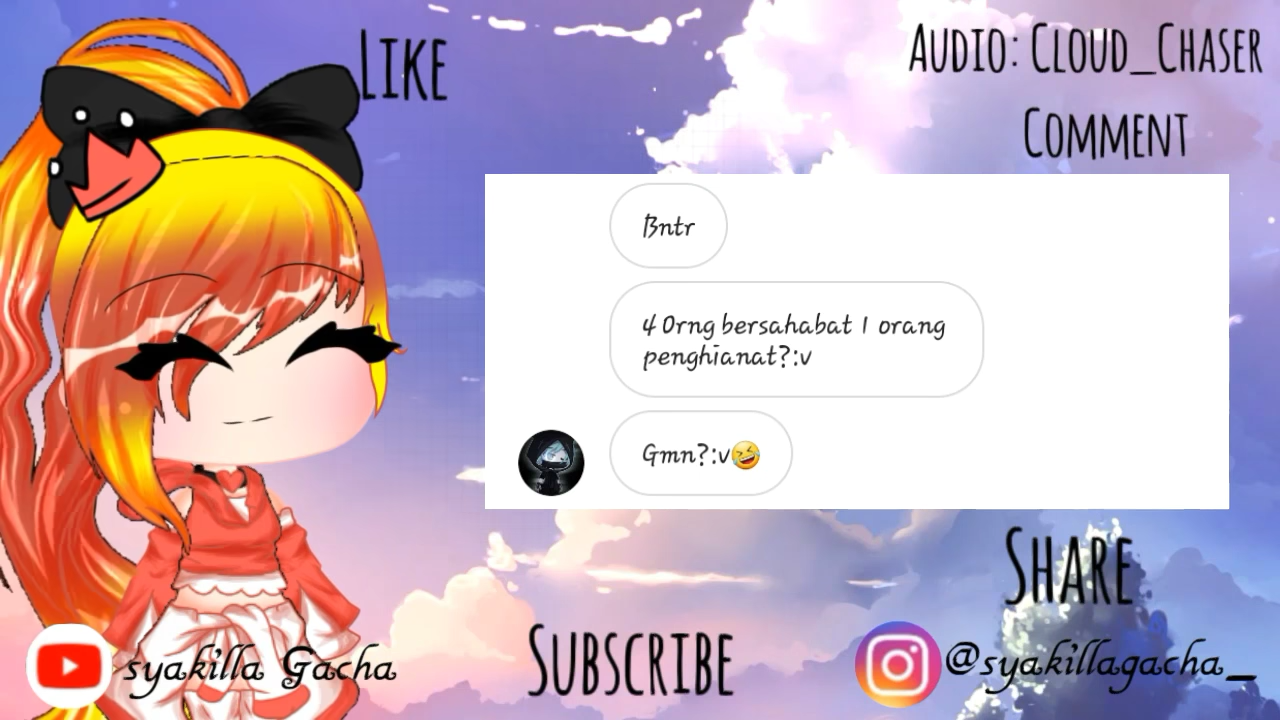 LIKE
AUDIO: CLOUD_CHASER
COMMENT
Bntr
4 Orng bersahabat 1 orang
penghianat?:v
Gmn?:v🤣
SHARE
SUBSCRIBE
syakilla Gacha
@syakillagacha_